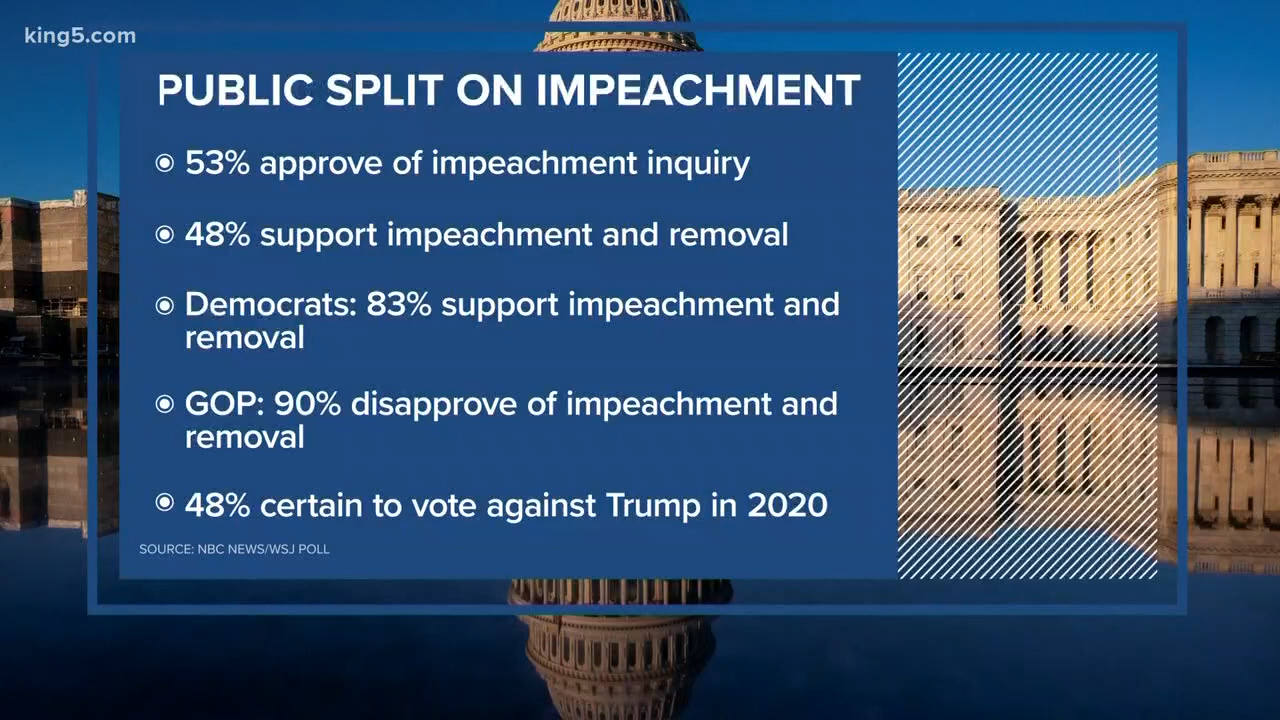 king5.com
PUBLIC SPLIT ON IMPEACHMENT
53% approve of impeachment inquiry
48% support impeachment and removal
Democrats: 83% support impeachment and
removal
GOP: 90% disapprove of impeachment and
removal
48% certain to vote against Trump in 2020
SOURCE: NBC NEWS/WSJ POLL